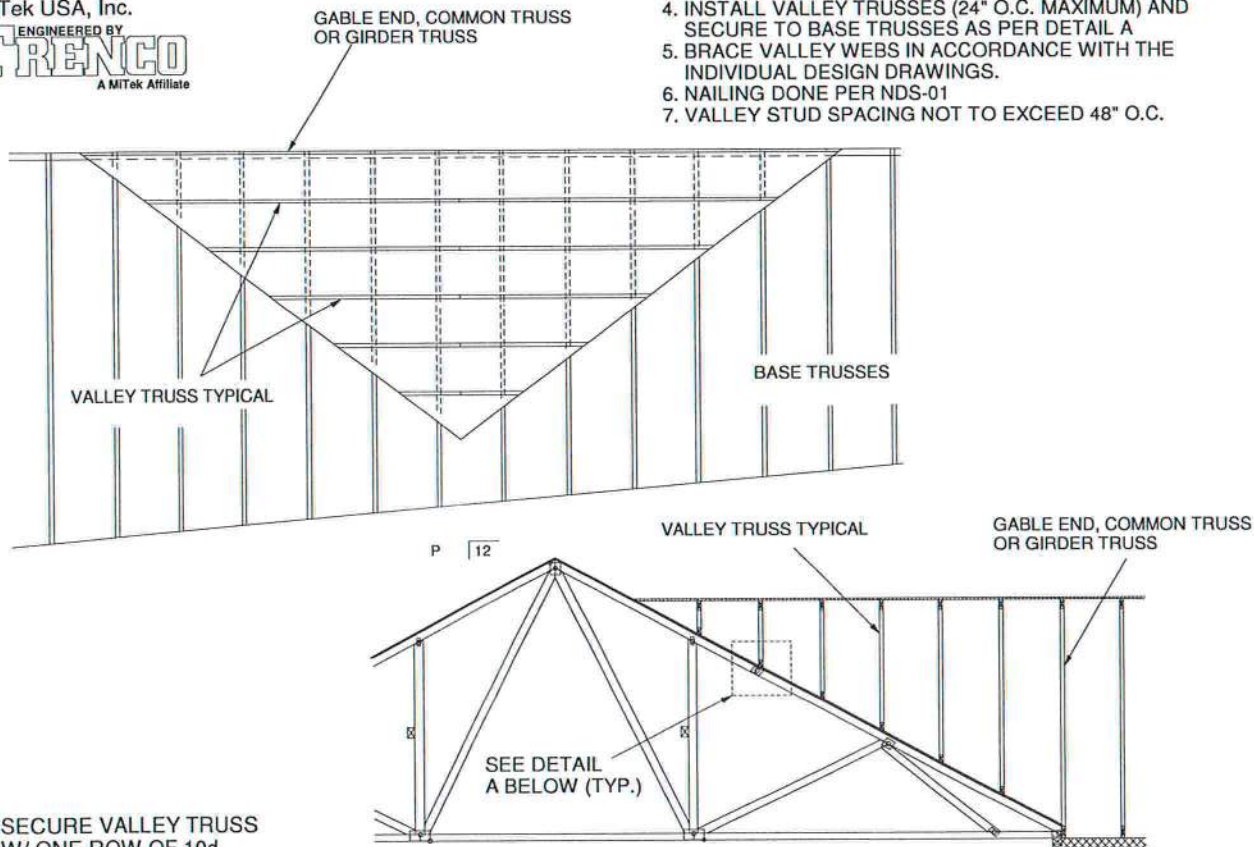 Tek USA, Inc.
ENGINEERED BY
TRENCO
A MiTek Affiliate
GABLE END, COMMON TRUSS
OR GIRDER TRUSS
4. INSTALL VALLEY TRUSSES (24" O.C. MAXIMUM) AND
SECURE TO BASE TRUSSES AS PER DETAIL A
5. BRACE VALLEY WEBS IN ACCORDANCE WITH THE
INDIVIDUAL DESIGN DRAWINGS.
6. NAILING DONE PER NDS-01
7. VALLEY STUD SPACING NOT TO EXCEED 48" O.C.
VALLEY TRUSS TYPICAL
BASE TRUSSES
P 12
VALLEY TRUSS TYPICAL
GABLE END, COMMON TRUSS
OR GIRDER TRUSS
SEE DETAIL
A BELOW (TYP.)
SECURE VALLEY TRUSS
W/ ONE ROW OF 10d